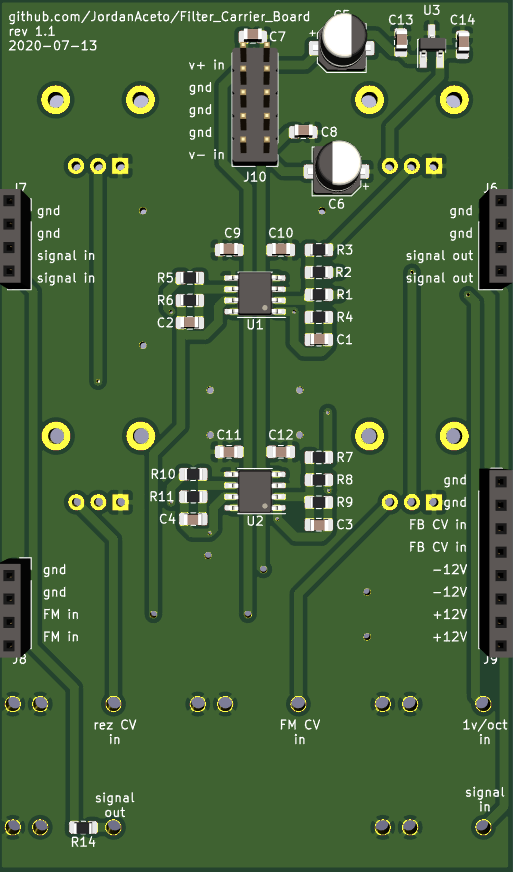 github.com/JordanAceto/Filter_Carrier_Board
rev 1.1
2020-07-13
C5
C13
U3
C14
C7
v+ in
gnd
gnd
gnd
v- in
C8
J10
+
+
C6
J7
gnd
gnd
signal in
signal in
J6
gnd
gnd
signal out
signal out
C9
C10
R3
R2
R1
R4
C1
R5
R6
C2
U1
C11
C12
R7
R8
R9
C3
R10
R11
C4
U2
gnd
gnd
FB CV in
FB CV in
-12V
-12V
+12V
+12V
J9
gnd
gnd
FM in
FM in
J8
rez CV
in
FM CV
in
1v/oct
in
signal
out
signal
in
R14